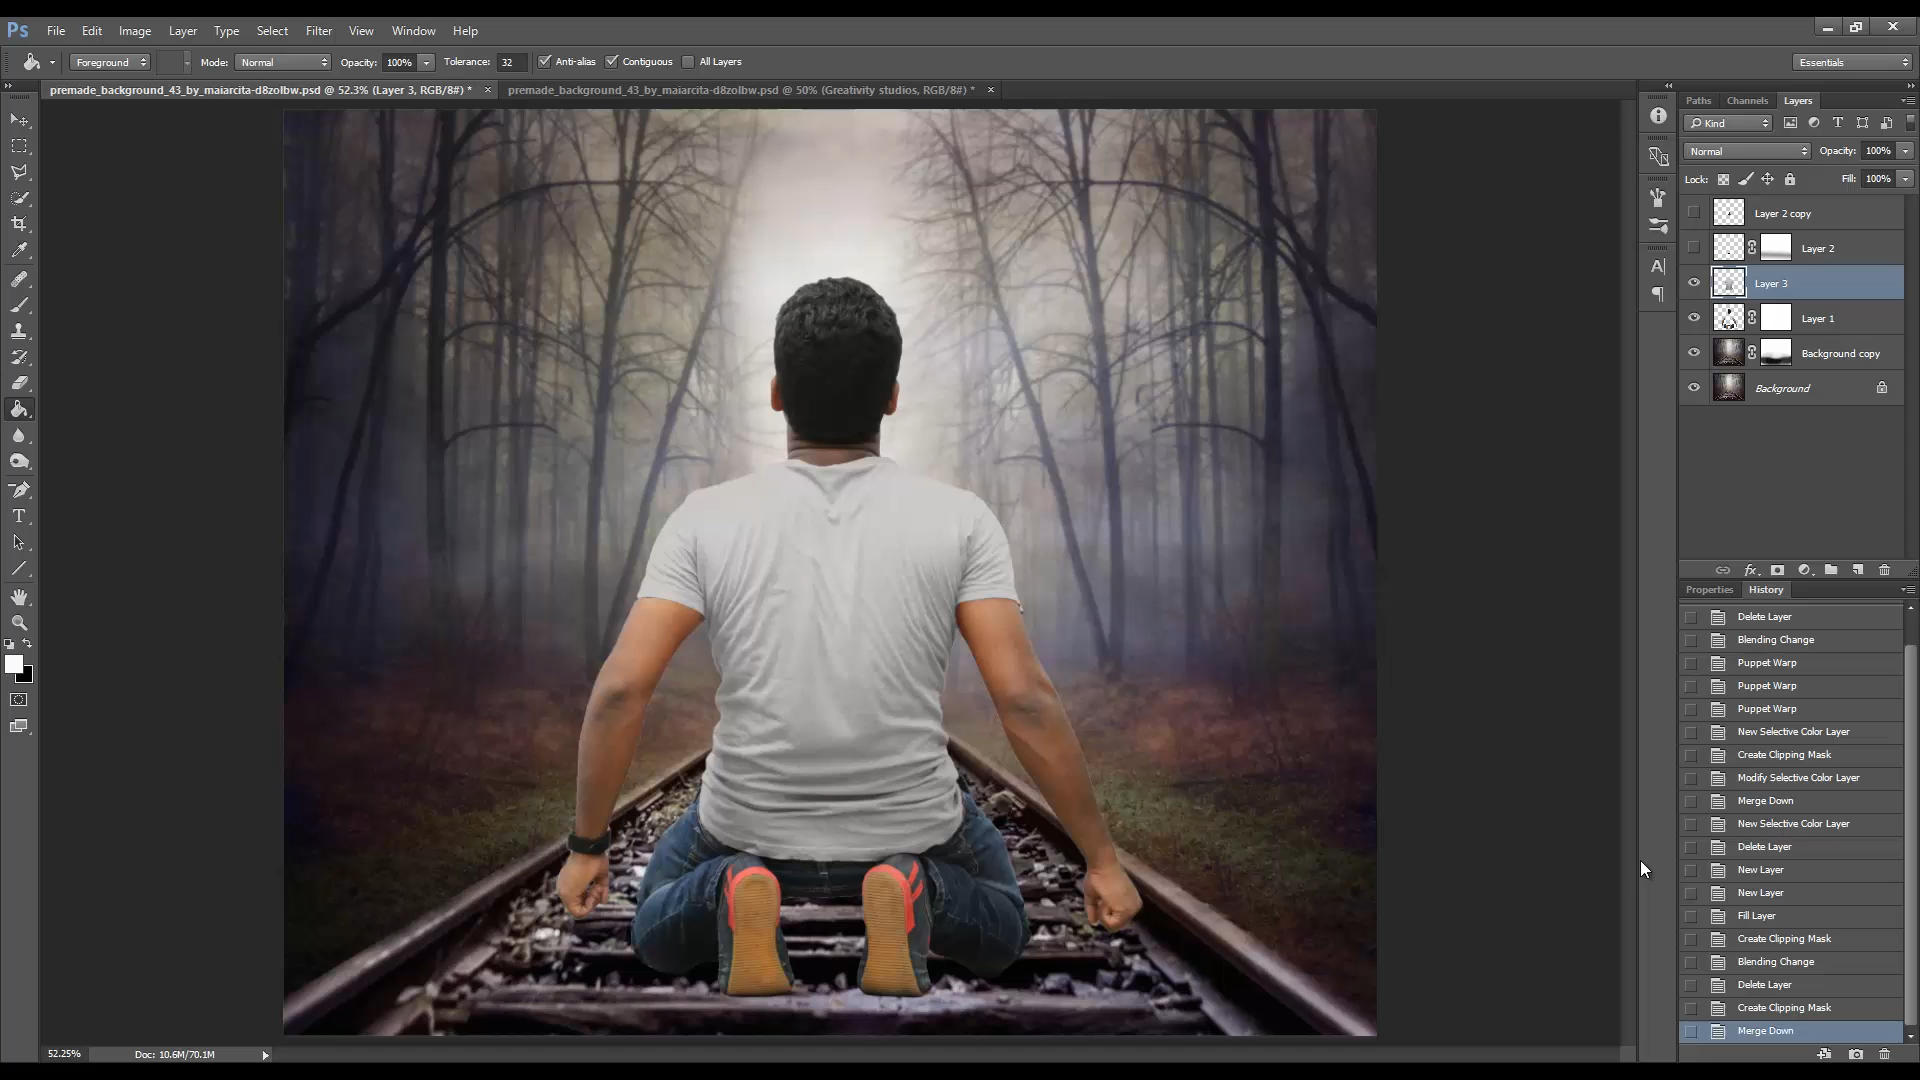 Ps File Edit Image Layer Type Select Filter View Window Help
Foreground Mode: Normal Opacity: 100% Tolerance: 32 Anti-alias Contiguous All Layers Essentials
premade_background_43_by_maiarcita-d8zolbw.psd @ 52.3% (Layer 3, RGB/8#) * × premade_background_43_by_maiarcita-d8zolbw.psd @ 50% (Greativity studios, RGB/8#) * ×
Paths Channels Layers
Kind
Normal Opacity: 100%
Lock: Fill: 100%
Layer 2 copy
Layer 2
Layer 3
Layer 1
Background copy
Background
Properties History
Delete Layer
Blending Change
Puppet Warp
Puppet Warp
Puppet Warp
New Selective Color Layer
Create Clipping Mask
Modify Selective Color Layer
Merge Down
New Selective Color Layer
Delete Layer
New Layer
New Layer
Fill Layer
Create Clipping Mask
Blending Change
Delete Layer
Create Clipping Mask
Merge Down
52.25% Doc: 10.6M/70.1M